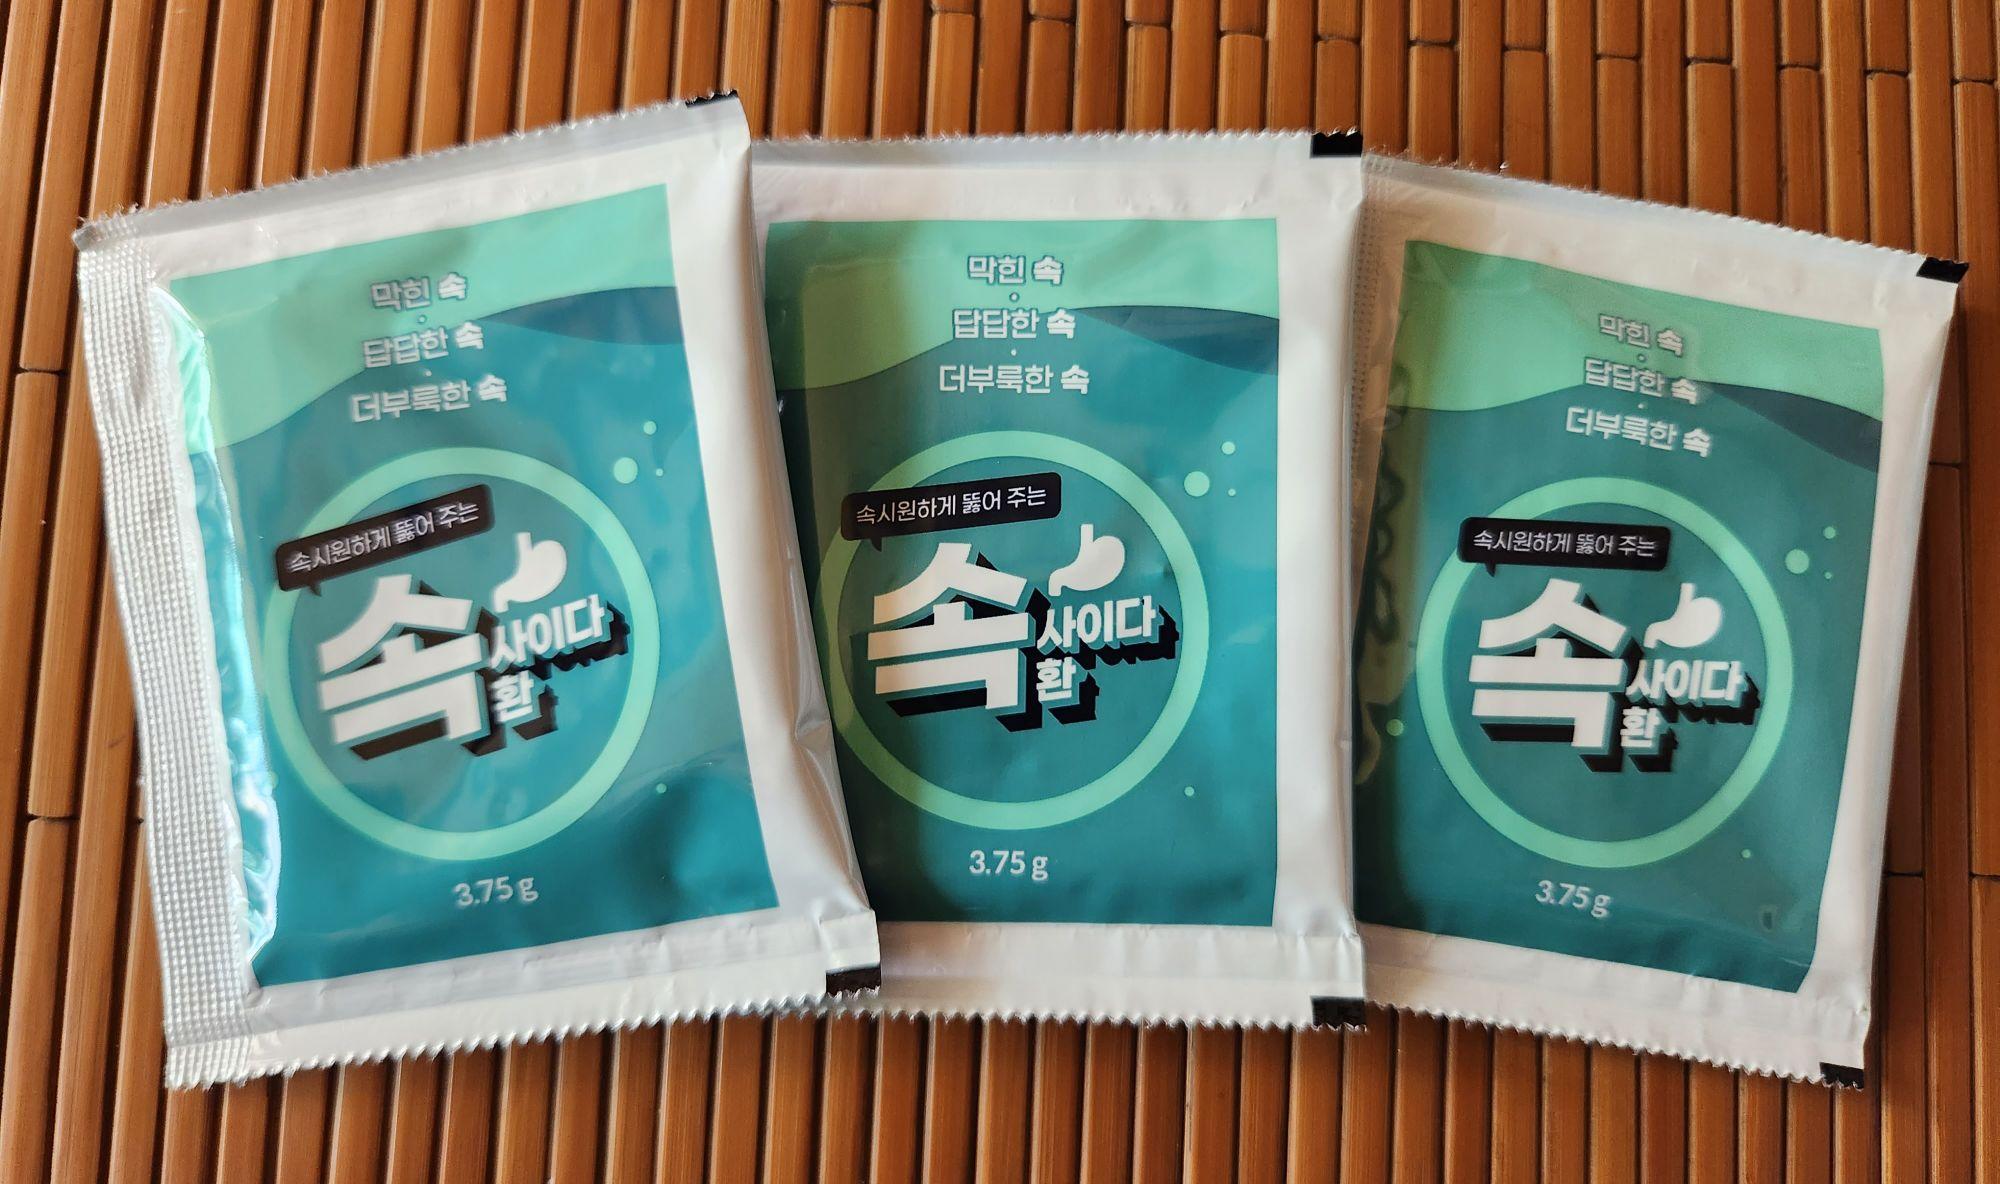 막힌 속
답답한 속
더부룩한 속
속시원하게 뚫어 주는
속
사이다
환
3.75 g
막힌 속
답답한 속
더부룩한 속
속시원하게 뚫어 주는
속
사이다
환
3.75 g
막힌 속
답답한 속
더부룩한 속
속시원하게 뚫어 주는
속
사이다
환
3.75 g